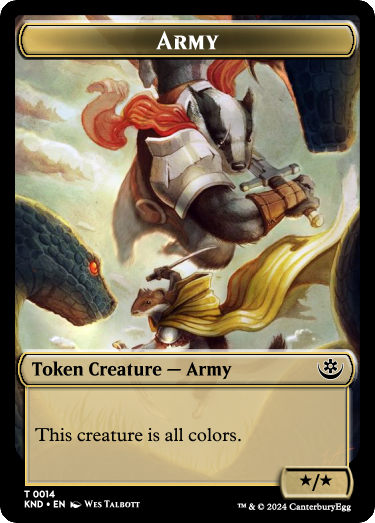 ARMY
Token Creature — Army
This creature is all colors.
★/★
T 0014
KND • EN Wes Talbott
™ & © 2024 CanterburyEgg